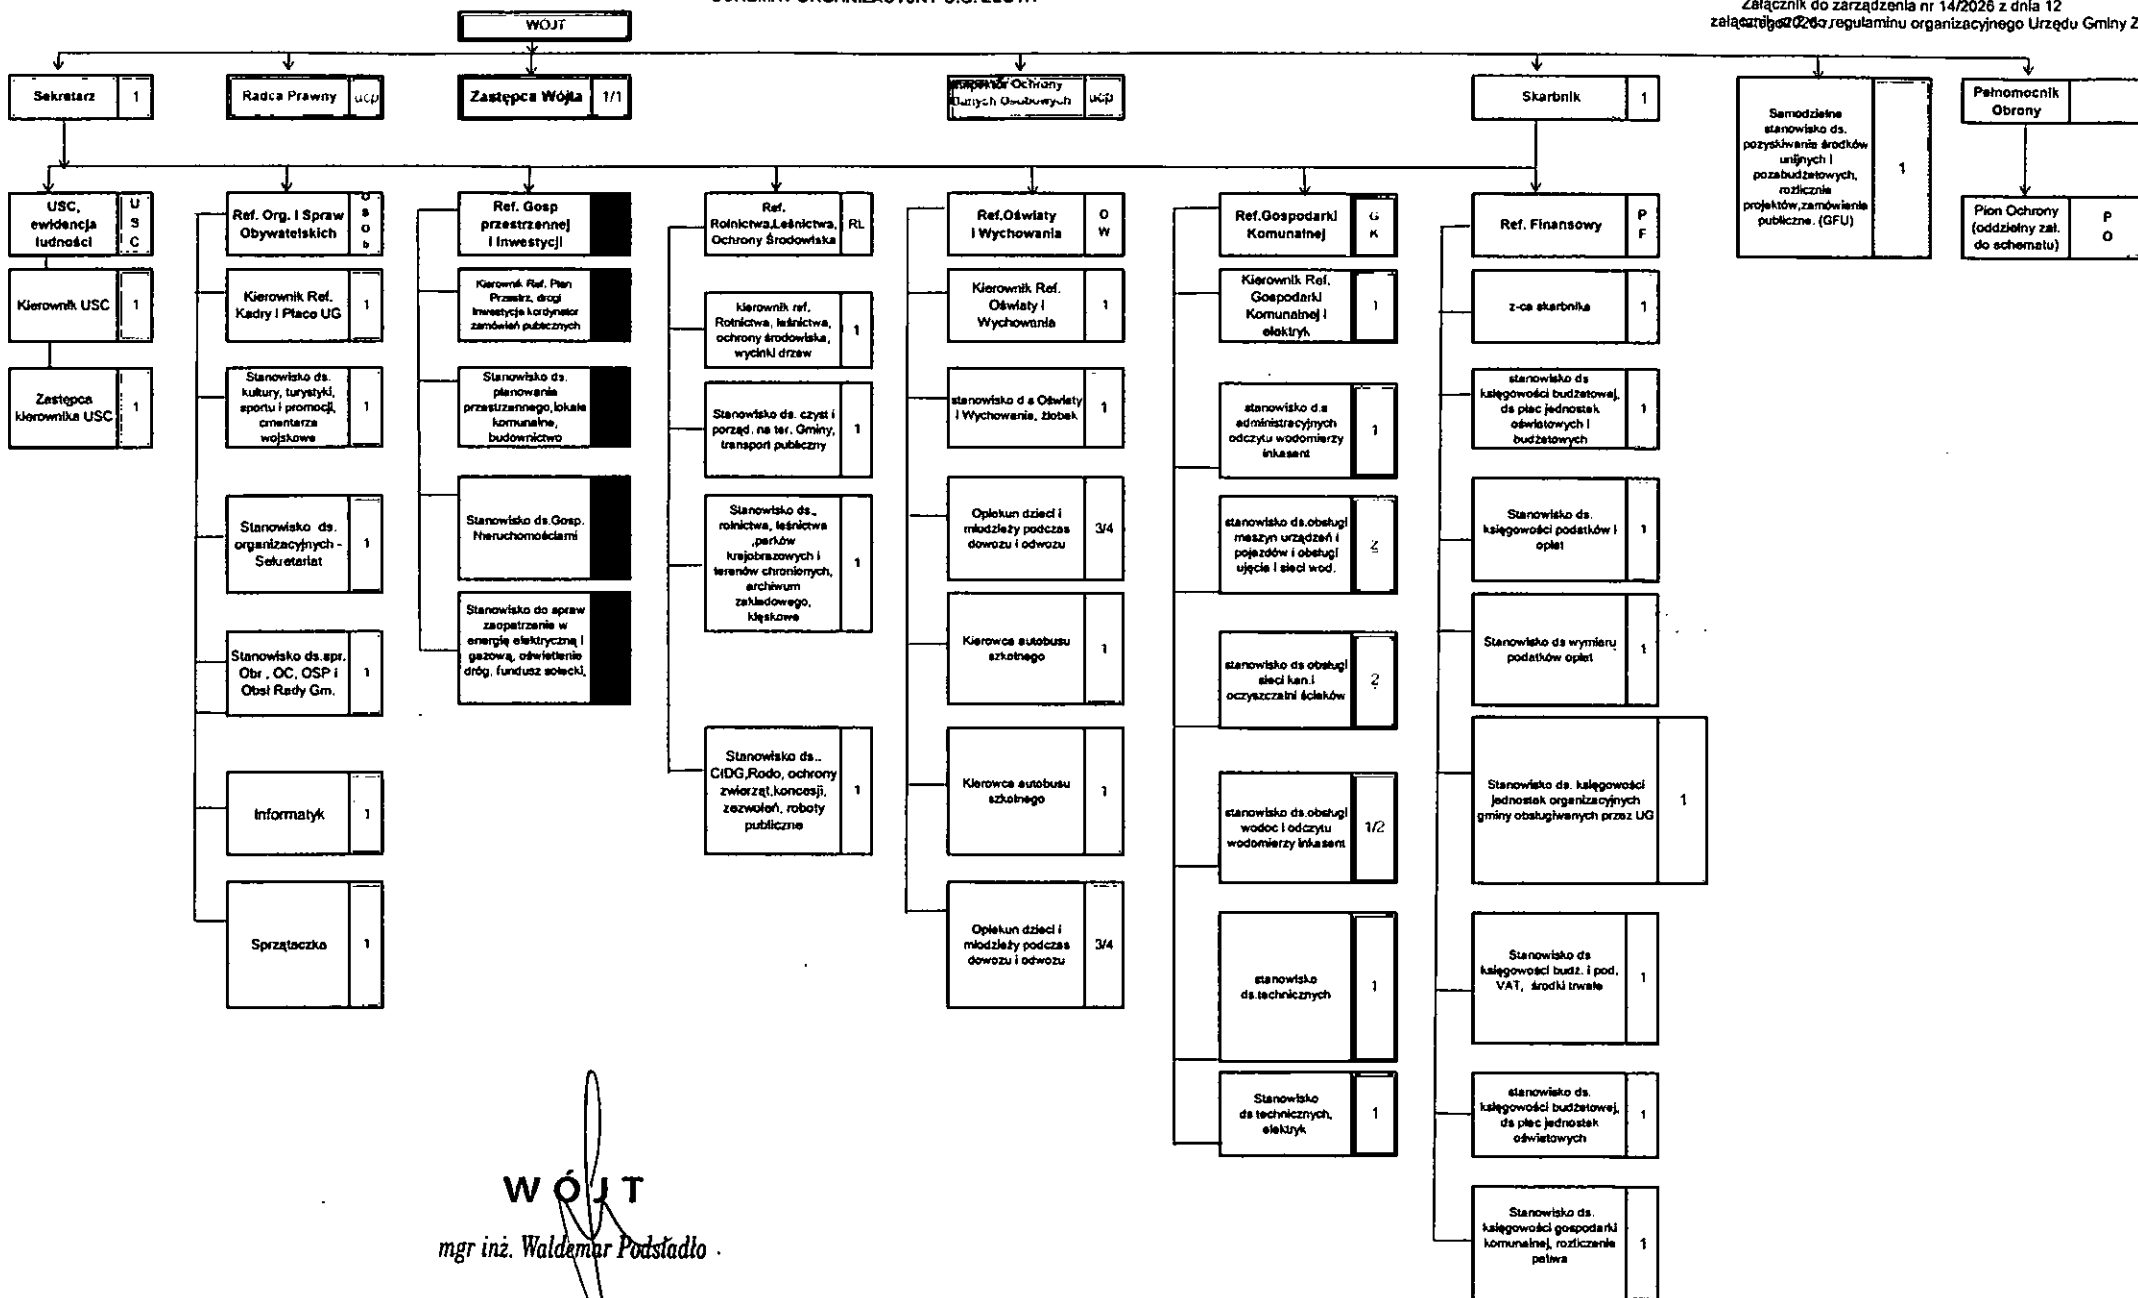 Załącznik do zarządzenia nr 14/2026 z dnia 12
regulaminu organizacyjnego Urzędu Gminy Z
WÓJT
Sekretarz 1
Radca Prawny ucp
Zastępca Wójta 1/1
Inspektor Ochrony
Danych Osobowych ucp
Skarbnik 1
Samodzielne
stanowisko ds.
pozyskiwanie środków
unijnych i
pozabudżetowych,
rozlicznie
projektów,zamówienie
publiczne. (GFU)
1
Pełnomocnik
Obrony
Pion Ochrony
(oddzielny zał.
do schematu)
P
O
USC,
ewidencja
ludności
U
S
C
Kierownik USC 1
Zastępca
kierownika USC 1
Ref. Org. i Spraw
Obywatelskich
O
S
O
b
Kierownik Ref.
Kadry i Płace UG 1
Stanowisko ds.
kultury, turystyki,
sportu i promocji,
cmentarze
wojskowe
1
Stanowisko ds.
organizacyjnych -
Sekretariat
1
Stanowisko ds.spr.
Obr , OC, OSP i
Obsł Rady Gm.
1
Informatyk 1
Sprzątaczka 1
Ref. Gosp
przestrzennej
i Inwestycji
Kierownik Ref. Plan
Przestrz, drogi
Inwestycje kordynator
zamówień publicznych
Stanowisko ds.
planowania
przestrzennego,lokale
komunalne,
budownictwo
Stanowisko ds.Gosp.
Nieruchomościami
Stanowisko do spraw
zaopatrzenie w
energię elektryczną i
gazową, oświetlenie
dróg, fundusz sołecki,
Ref.
Rolnictwa,Leśnictwa,
Ochrony Środowiska
RL
kierownik ref.
Rolnictwa, leśnictwa,
ochrony środowiska,
wycinki drzew
1
Stanowisko ds. czyst i
porząd. na ter. Gminy,
transport publiczny
1
Stanowisko ds.,
rolnictwa, leśnictwa
,parków
krajobrazowych i
terenów chronionych,
archiwum
zakładowego,
klęskowe
1
Stanowisko ds..
CIDG,Rodo, ochrony
zwierząt,koncesji,
zezwoleń, roboty
publiczne
1
Ref.Oświaty
i Wychowania
O
W
Kierownik Ref.
Oświaty i
Wychowania
1
stanowisko d.s Oświaty
i Wychowania, żłobek
1
Opiekun dzieci i
młodzieży podczas
dowozu i odwozu
3/4
Kierowca autobusu
szkolnego
1
Kierowca autobusu
szkolnego
1
Opiekun dzieci i
młodzieży podczas
dowozu i odwozu
3/4
Ref.Gospodarki
Komunalnej
G
K
Kierownik Ref.
Gospodarki
Komunalnej i
elektryk
1
stanowisko d.s
administracyjnych
odczytu wodomierzy
inkasent
1
stanowisko ds.obsługi
maszyn urządzeń i
pojazdów i obsługi
ujęcia i sieci wod.
2
stanowisko ds obsługi
sieci kan.i
oczyszczalni ścieków
2
stanowisko ds.obsługi
wodoc i odczytu
wodomierzy inkasent
1/2
stanowisko
ds.technicznych
1
Stanowisko
ds technicznych,
elektryk
1
Ref. Finansowy
P
F
z-ca skarbnika 1
stanowisko ds
księgowości budżetowej,
ds płac jednostek
oświatowych i
budżetowych
1
Stanowisko ds.
księgowości podatków i
opłat
1
Stanowisko ds wymiaru
podatków opłat
1
Stanowisko ds. księgowości
jednostek organizacyjnych
gminy obsługiwanych przez UG
1
Stanowisko ds
księgowości budż. i pod,
VAT, środki trwałe
1
stanowisko ds.
księgowości budżetowej,
ds płac jednostek
oświatowych
1
Stanowisko ds.
księgowości gospodarki
komunalnej, rozliczenie
paliwa
1
WÓJT
mgr inż. Waldemar Podsiadło